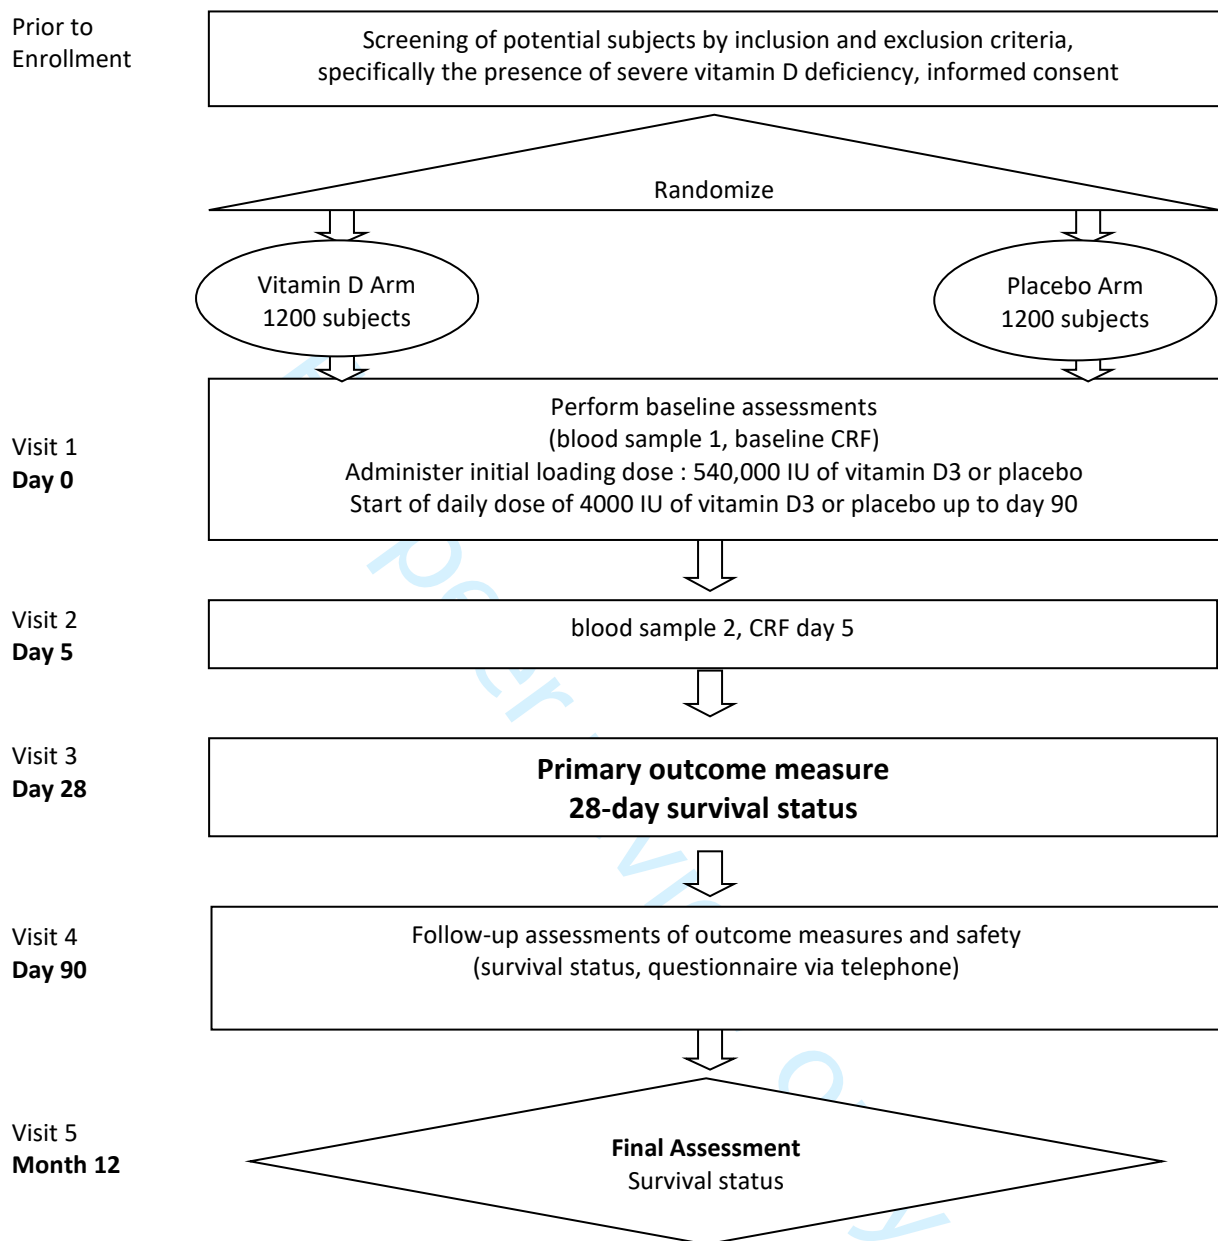 Prior to
Enrollment
Screening of potential subjects by inclusion and exclusion criteria,
specifically the presence of severe vitamin D deficiency, informed consent
Randomize
Vitamin D Arm
1200 subjects
Placebo Arm
1200 subjects
Visit 1
Day 0
Perform baseline assessments
(blood sample 1, baseline CRF)
Administer initial loading dose : 540,000 IU of vitamin D3 or placebo
Start of daily dose of 4000 IU of vitamin D3 or placebo up to day 90
Visit 2
Day 5
blood sample 2, CRF day 5
Visit 3
Day 28
Primary outcome measure
28-day survival status
Visit 4
Day 90
Follow-up assessments of outcome measures and safety
(survival status, questionnaire via telephone)
Visit 5
Month 12
Final Assessment
Survival status